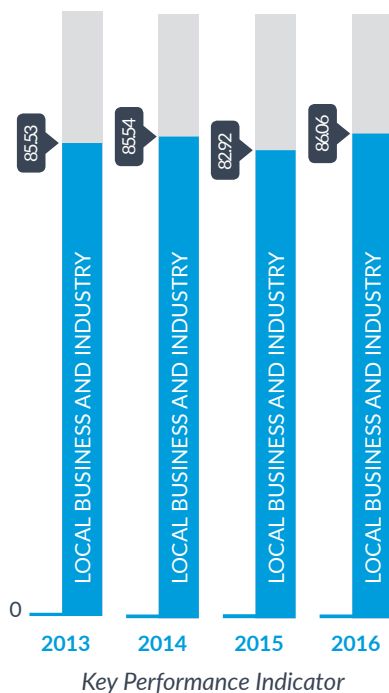 85.53
85.54
82.92
86.06
LOCAL BUSINESS AND INDUSTRY
LOCAL BUSINESS AND INDUSTRY
LOCAL BUSINESS AND INDUSTRY
LOCAL BUSINESS AND INDUSTRY
0
2013 2014 2015 2016
Key Performance Indicator